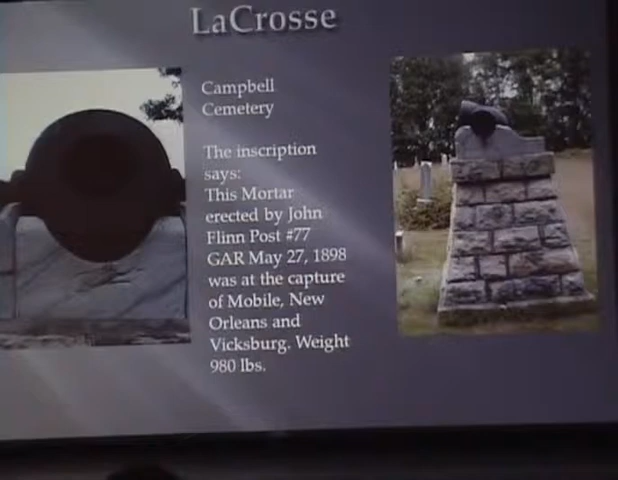 LaCrosse
Campbell
Cemetery
The inscription
says:
This Mortar
erected by John
Flinn Post #77
GAR May 27, 1898
was at the capture
of Mobile, New
Orleans and
Vicksburg. Weight
980 lbs.